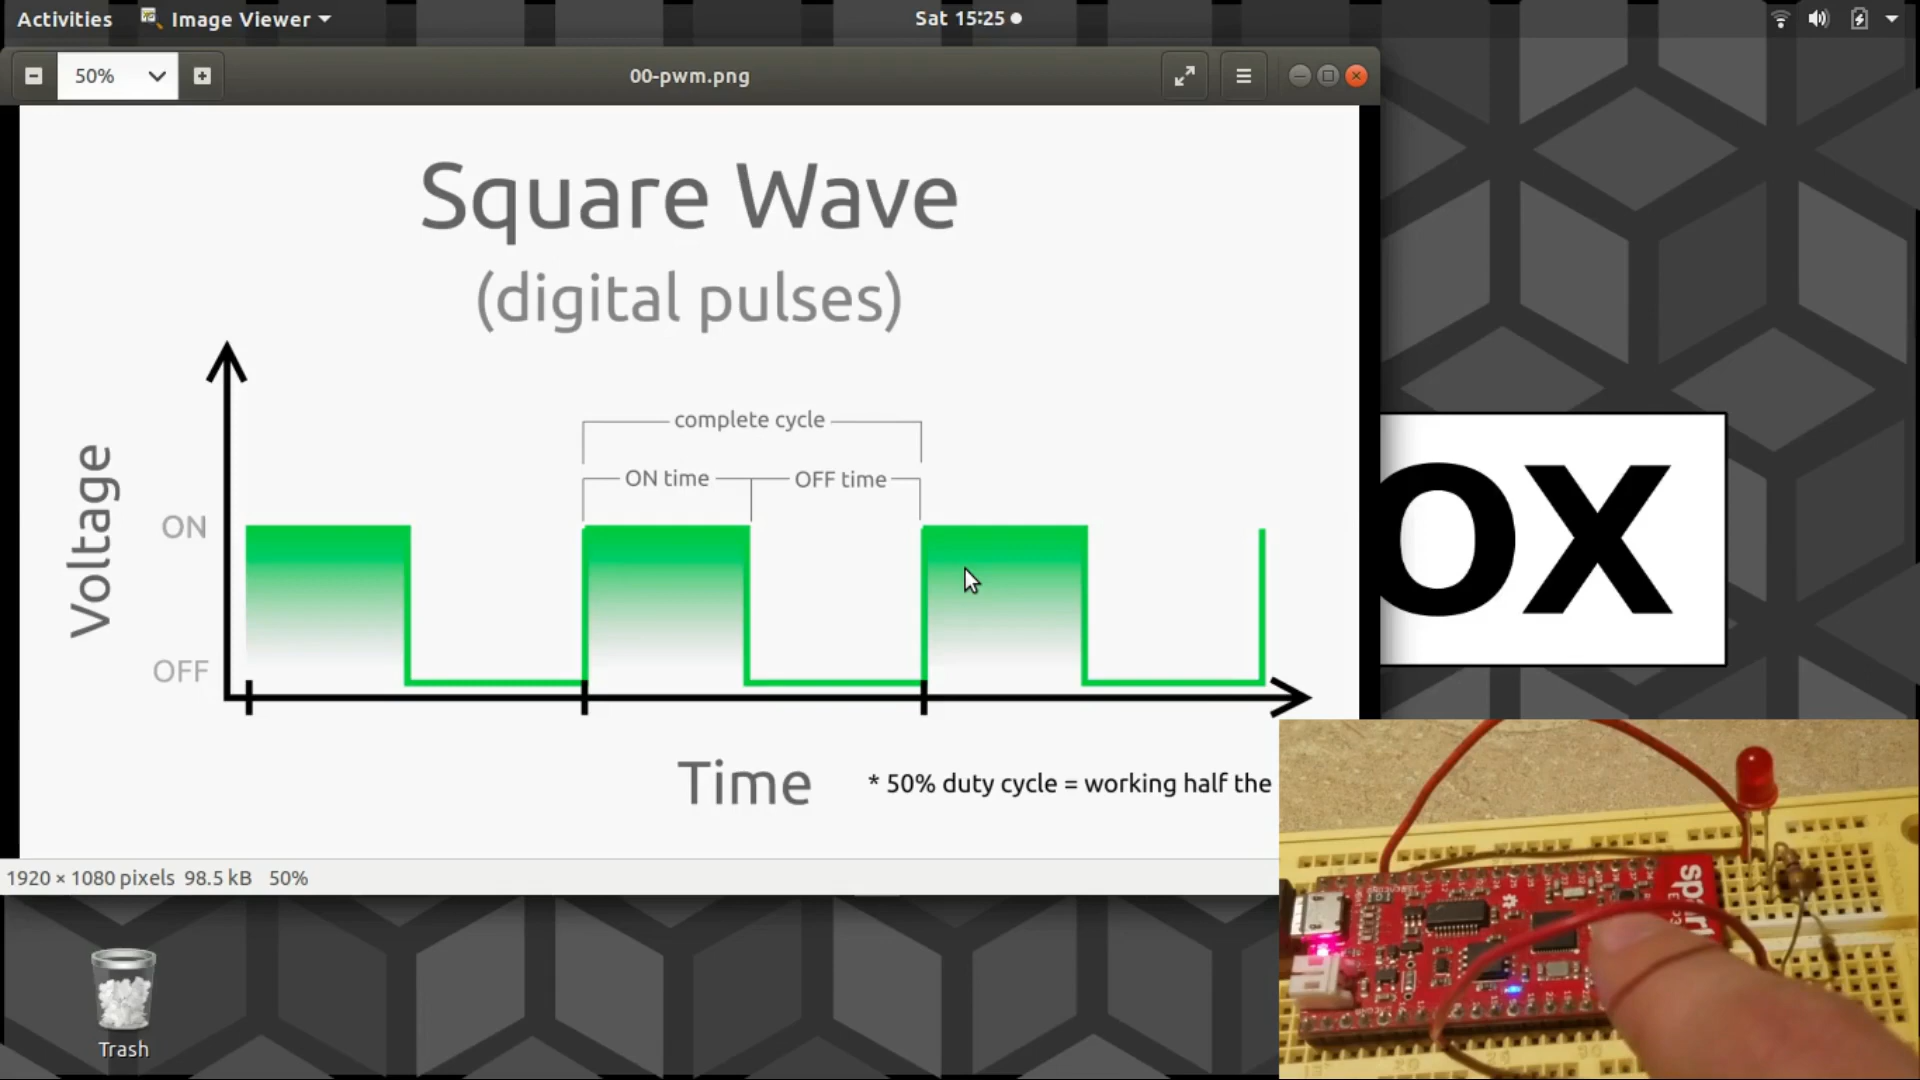 Activities
Image Viewer
Sat 15:25
50%
00-pwm.png
Square Wave
(digital pulses)
complete cycle
ON time
OFF time
Voltage
ON
OFF
Time
* 50% duty cycle = working half the
OX
1920 × 1080 pixels 98.5 kB 50%
Trash